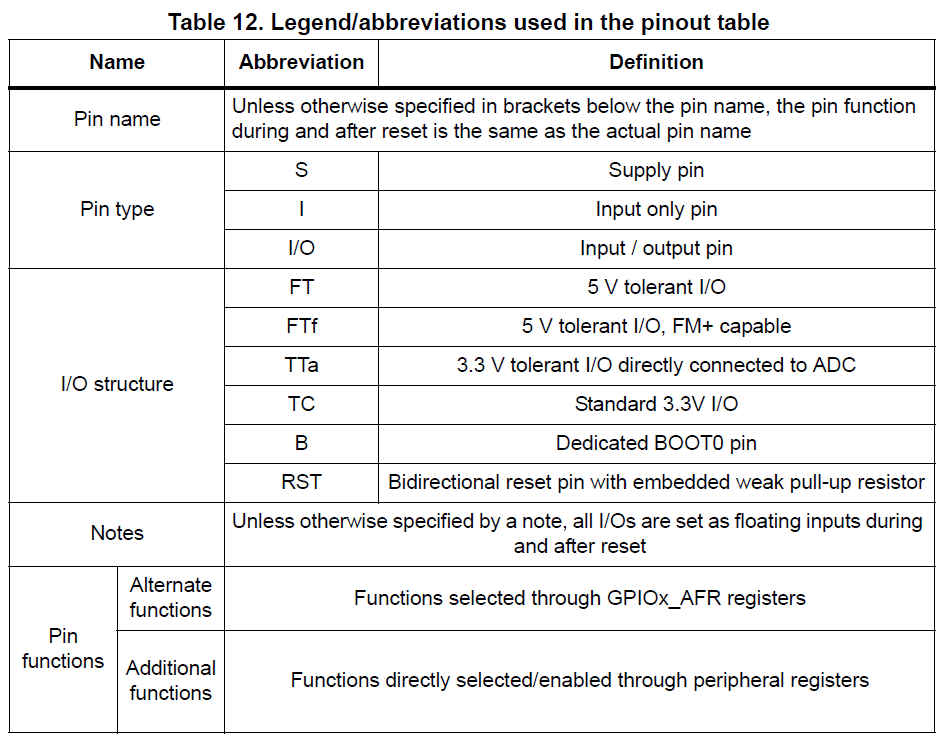 Table 12. Legend/abbreviations used in the pinout table
Name Abbreviation Definition
Pin name
Unless otherwise specified in brackets below the pin name, the pin function
during and after reset is the same as the actual pin name
Pin type
S Supply pin
I Input only pin
I/O Input / output pin
I/O structure
FT 5 V tolerant I/O
FTf 5 V tolerant I/O, FM+ capable
TTa 3.3 V tolerant I/O directly connected to ADC
TC Standard 3.3V I/O
B Dedicated BOOT0 pin
RST Bidirectional reset pin with embedded weak pull-up resistor
Notes
Unless otherwise specified by a note, all I/Os are set as floating inputs during
and after reset
Pin
functions
Alternate
functions
Functions selected through GPIOx_AFR registers
Additional
functions
Functions directly selected/enabled through peripheral registers